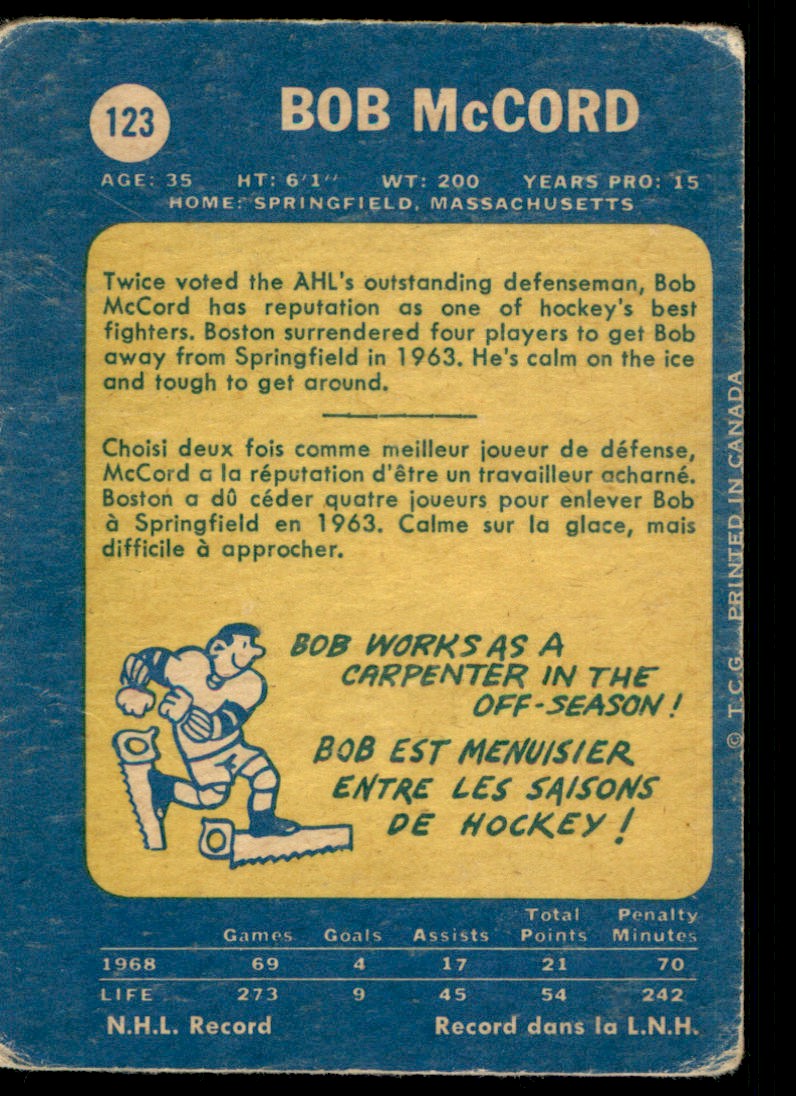 123
BOB McCORD
AGE: 35 HT: 6'1" WT: 200 YEARS PRO: 15
HOME: SPRINGFIELD, MASSACHUSETTS
Twice voted the AHL's outstanding defenseman, Bob
McCord has reputation as one of hockey's best
fighters. Boston surrendered four players to get Bob
away from Springfield in 1963. He's calm on the ice
and tough to get around.
Choisi deux fois comme meilleur joueur de défense,
McCord a la réputation d'être un travailleur acharné.
Boston a dû céder quatre joueurs pour enlever Bob
à Springfield en 1963. Calme sur la glace, mais
difficile à approcher.
BOB WORKS AS A
CARPENTER IN THE
OFF-SEASON!
BOB EST MENUISIER
ENTRE LES SAISONS
DE HOCKEY!
Games Goals Assists Total Points Penalty Minutes
1968 69 4 17 21 70
LIFE 273 9 45 54 242
N.H.L. Record Record dans la L.N.H.
© T.C.G. PRINTED IN CANADA